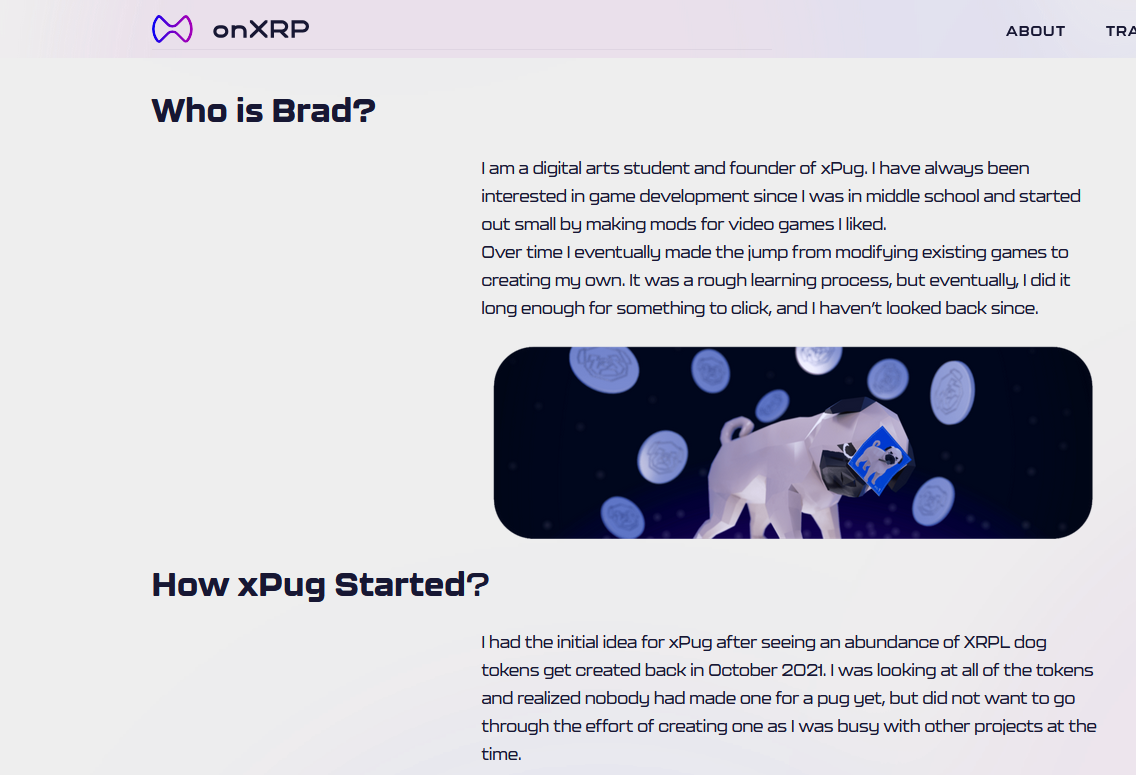 onXRP
ABOUT
TRA
Who is Brad?
I am a digital arts student and founder of xPug. I have always been
interested in game development since I was in middle school and started
out small by making mods for video games I liked.
Over time I eventually made the jump from modifying existing games to
creating my own. It was a rough learning process, but eventually, I did it
long enough for something to click, and I haven’t looked back since.
How xPug Started?
I had the initial idea for xPug after seeing an abundance of XRPL dog
tokens get created back in October 2021. I was looking at all of the tokens
and realized nobody had made one for a pug yet, but did not want to go
through the effort of creating one as I was busy with other projects at the
time.